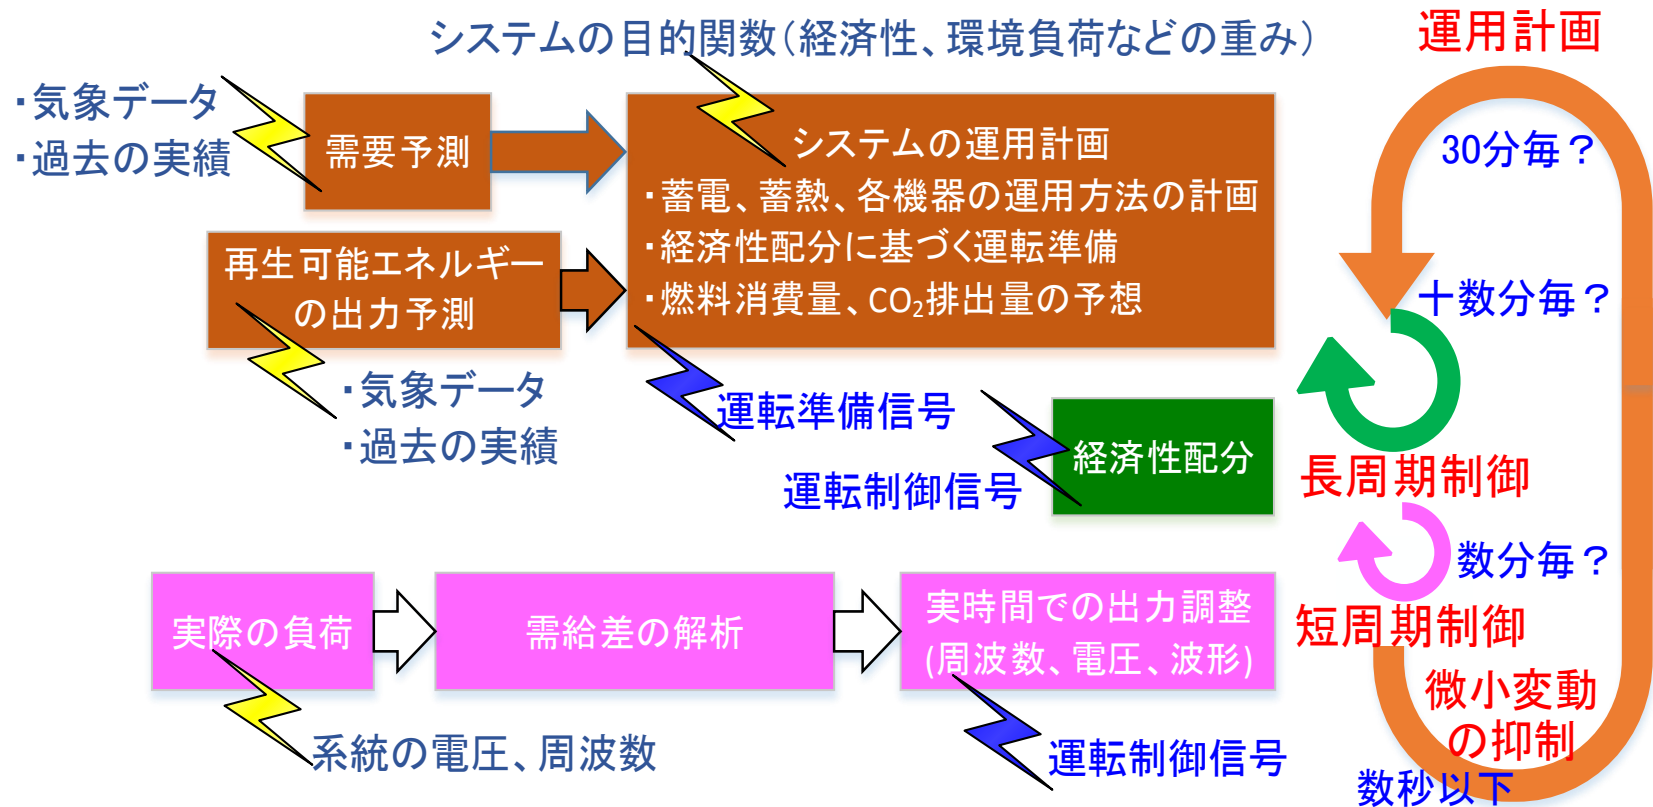 システムの目的関数（経済性、環境負荷などの重み）
運用計画
・気象データ
・過去の実績
需要予測
システムの運用計画
・蓄電、蓄熱、各機器の運用方法の計画
・経済性配分に基づく運転準備
・燃料消費量、CO₂排出量の予想
30分毎？
再生可能エネルギー
の出力予測
十数分毎？
・気象データ
・過去の実績
運転準備信号
運転制御信号
経済性配分
長周期制御
数分毎？
実際の負荷
需給差の解析
実時間での出力調整
(周波数、電圧、波形)
短周期制御
微小変動
の抑制
系統の電圧、周波数
運転制御信号
数秒以下